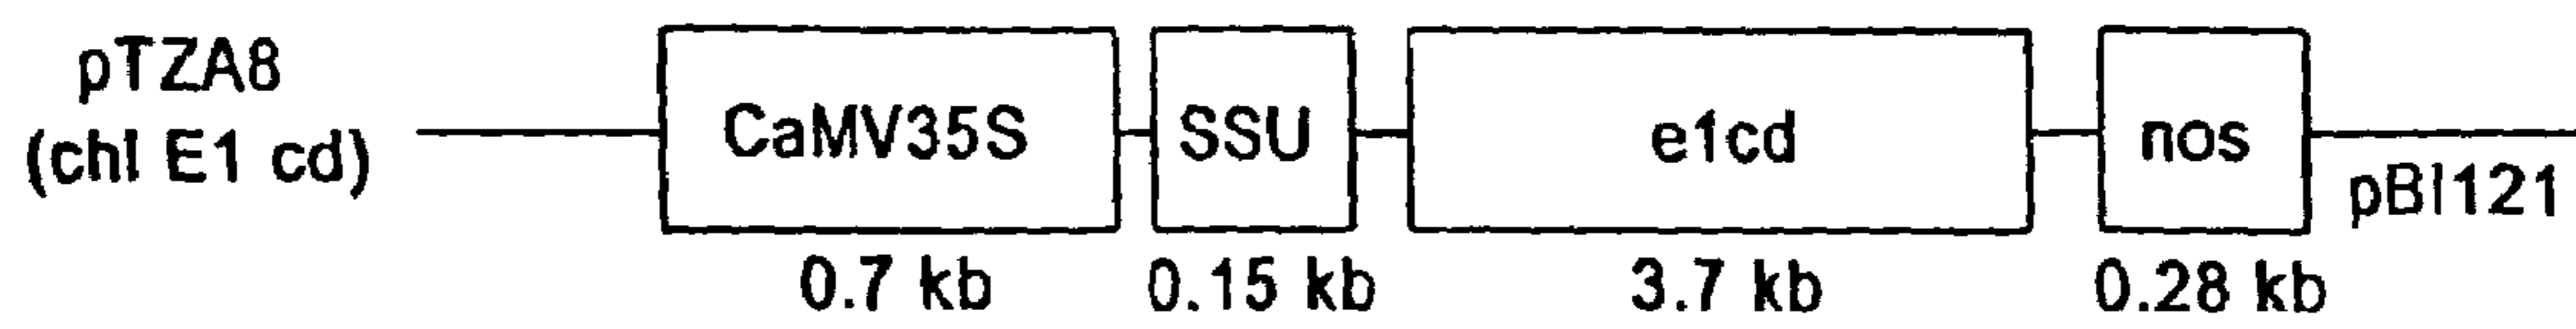 pTZA8
(chl E1 cd)
CaMV35S
SSU
e1cd
nos
pBI121
0.7 kb
0.15 kb
3.7 kb
0.28 kb